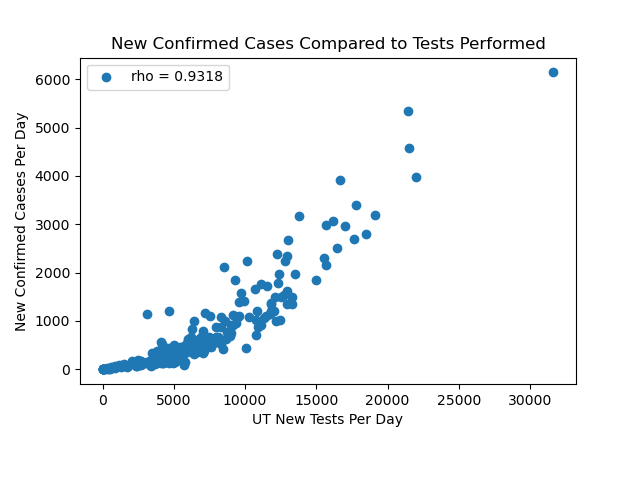 New Confirmed Cases Compared to Tests Performed
rho = 0.9318
New Confirmed Caeses Per Day
6000
5000
4000
3000
2000
1000
0
0 5000 10000 15000 20000 25000 30000
UT New Tests Per Day